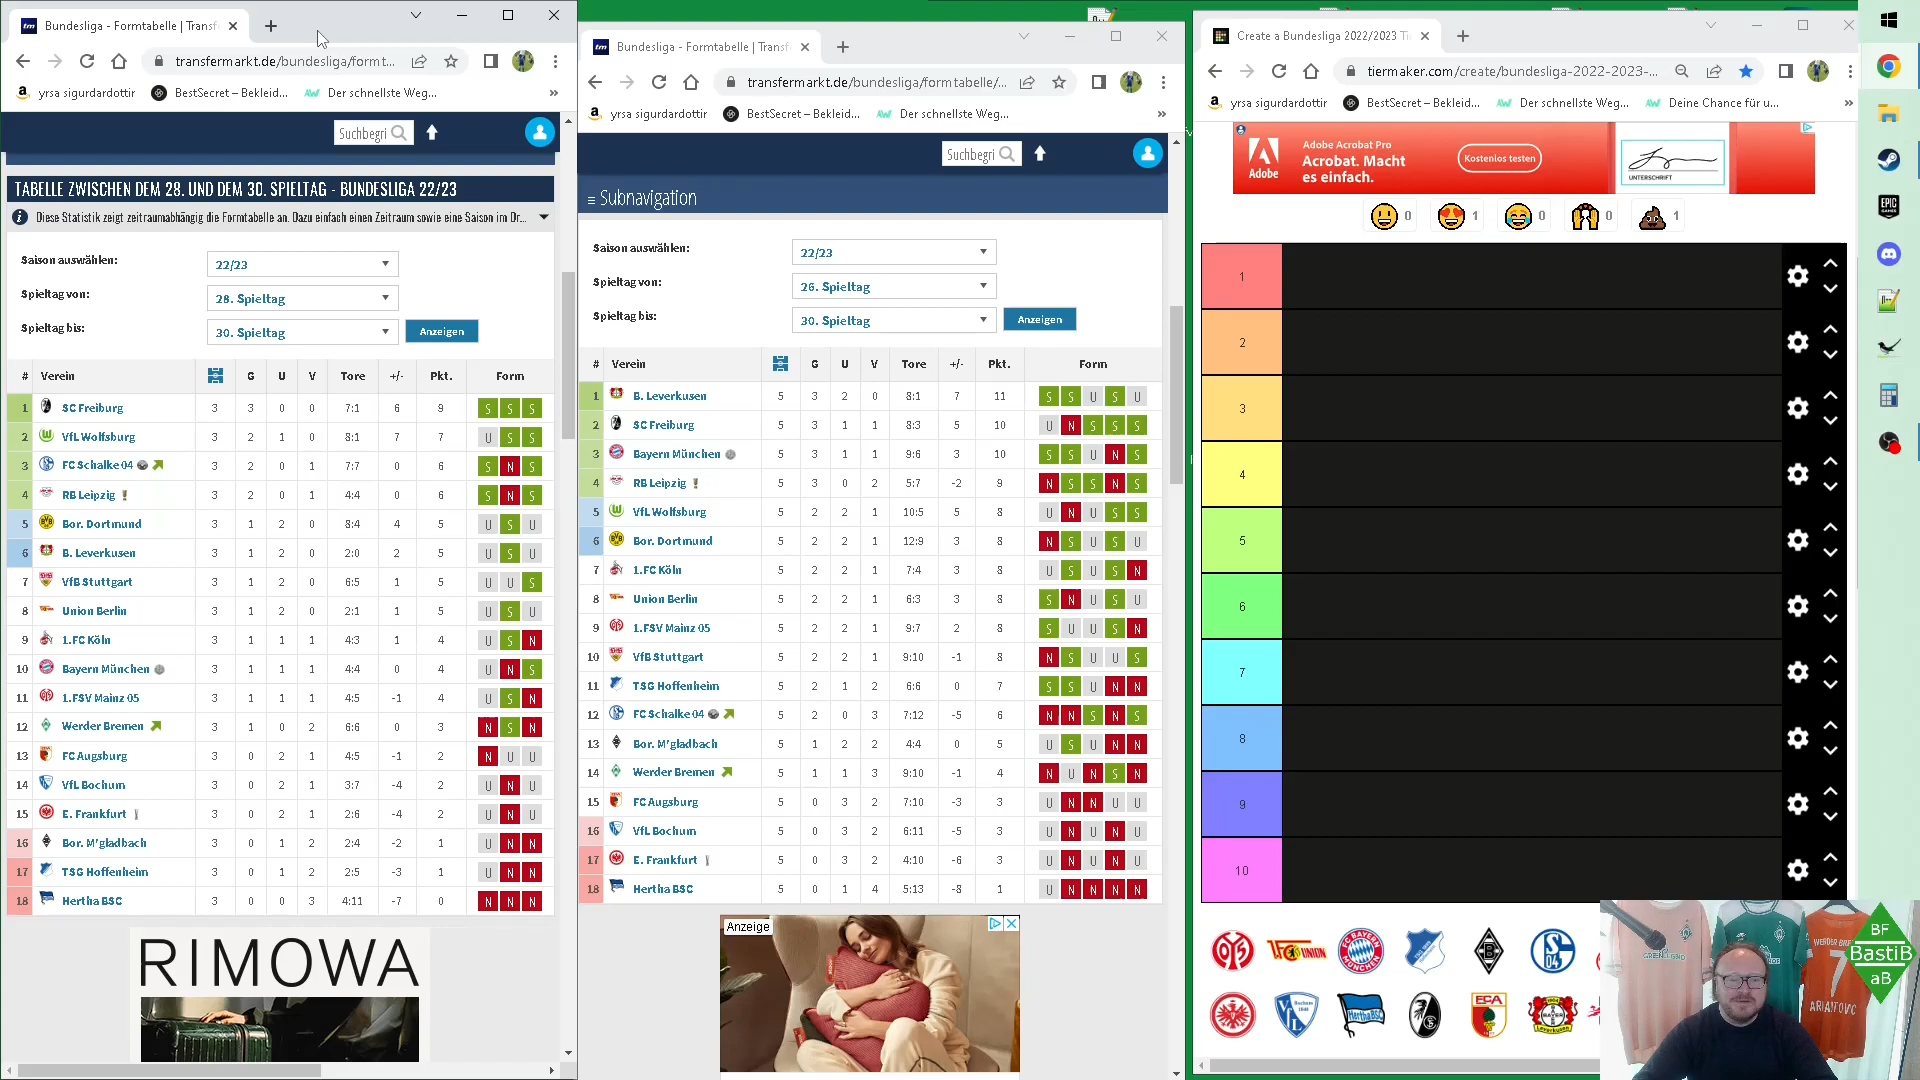 Bundesliga - Formtabelle | Transf
transfermarkt.de/bundesliga/formt...
yrsa sigurdardottir
BestSecret – Bekleid...
Der schnellste Weg...
Suchbegri
TABELLE ZWISCHEN DEM 28. UND DEM 30. SPIELTAG - BUNDESLIGA 22/23
Diese Statistik zeigt zeitraumabhängig die Formtabelle an. Dazu einfach einen Zeitraum sowie eine Saison im Dr...
Saison auswählen:
22/23
Spieltag von:
28. Spieltag
Spieltag bis:
30. Spieltag
Anzeigen
# Verein G U V Tore +/- Pkt. Form
1 SC Freiburg 3 3 0 0 7:1 6 9 S S S
2 VfL Wolfsburg 3 2 1 0 8:1 7 7 U S S
3 FC Schalke 04 3 2 0 1 7:7 0 6 S N S
4 RB Leipzig 3 2 0 1 4:4 0 6 S N S
5 Bor. Dortmund 3 1 2 0 8:4 4 5 U S U
6 B. Leverkusen 3 1 2 0 2:0 2 5 U S U
7 VfB Stuttgart 3 1 2 0 6:5 1 5 U U S
8 Union Berlin 3 1 2 0 2:1 1 5 U S U
9 1.FC Köln 3 1 1 1 4:3 1 4 U S N
10 Bayern München 3 1 1 1 4:4 0 4 U N S
11 1.FSV Mainz 05 3 1 1 1 4:5 -1 4 U S N
12 Werder Bremen 3 1 0 2 6:6 0 3 N S N
13 FC Augsburg 3 0 2 1 4:5 -1 2 N U U
14 VfL Bochum 3 0 2 1 3:7 -4 2 U N U
15 E. Frankfurt 3 0 2 1 2:6 -4 2 U N U
16 Bor. M'gladbach 3 0 1 2 2:4 -2 1 U N N
17 TSG Hoffenheim 3 0 1 2 2:5 -3 1 U N N
18 Hertha BSC 3 0 0 3 4:11 -7 0 N N N
RIMOWA
Bundesliga - Formtabelle | Transf
transfermarkt.de/bundesliga/formtabelle/...
yrsa sigurdardottir
BestSecret – Bekleid...
Der schnellste Weg...
Suchbegri
Subnavigation
Saison auswählen:
22/23
Spieltag von:
26. Spieltag
Spieltag bis:
30. Spieltag
Anzeigen
# Verein G U V Tore +/- Pkt. Form
1 B. Leverkusen 5 3 2 0 8:1 7 11 S S U S U
2 SC Freiburg 5 3 1 1 8:3 5 10 U N S S S
3 Bayern München 5 3 1 1 9:6 3 10 S S U N S
4 RB Leipzig 5 3 0 2 5:7 -2 9 N S S N S
5 VfL Wolfsburg 5 2 2 1 10:5 5 8 U N U S S
6 Bor. Dortmund 5 2 2 1 12:9 3 8 N S U S U
7 1.FC Köln 5 2 2 1 7:4 3 8 U S U S N
8 Union Berlin 5 2 2 1 6:3 3 8 S N U S U
9 1.FSV Mainz 05 5 2 2 1 9:7 2 8 S U U S N
10 VfB Stuttgart 5 2 2 1 9:10 -1 8 N S U U S
11 TSG Hoffenheim 5 2 1 2 6:6 0 7 S S U N N
12 FC Schalke 04 5 2 0 3 7:12 -5 6 N N S N S
13 Bor. M'gladbach 5 1 2 2 4:4 0 5 U S U N N
14 Werder Bremen 5 1 1 3 9:10 -1 4 N U N S N
15 FC Augsburg 5 0 3 2 7:10 -3 3 U N N U U
16 VfL Bochum 5 0 3 2 6:11 -5 3 U N U N U
17 E. Frankfurt 5 0 3 2 4:10 -6 3 U N U N U
18 Hertha BSC 5 0 1 4 5:13 -8 1 U N N N N
Anzeige
Create a Bundesliga 2022/2023 Ti
tiermaker.com/create/bundesliga-2022-2023-...
yrsa sigurdardottir
BestSecret – Bekleid...
Der schnellste Weg...
Deine Chance für u...
Adobe
Adobe Acrobat Pro
Acrobat. Macht
es einfach.
Kostenlos testen
UNTERSCHRIFT
0 1 0 0 1
1
2
3
4
5
6
7
8
9
10
UNION
FC BAYERN
MÜNCHEN
S04
Bochum
Hertha BSC
FCA
Leverkusen
EPIC
GAMES
WERDER BRE
7
ARNAUTOVIC
BF
BastiB
aB